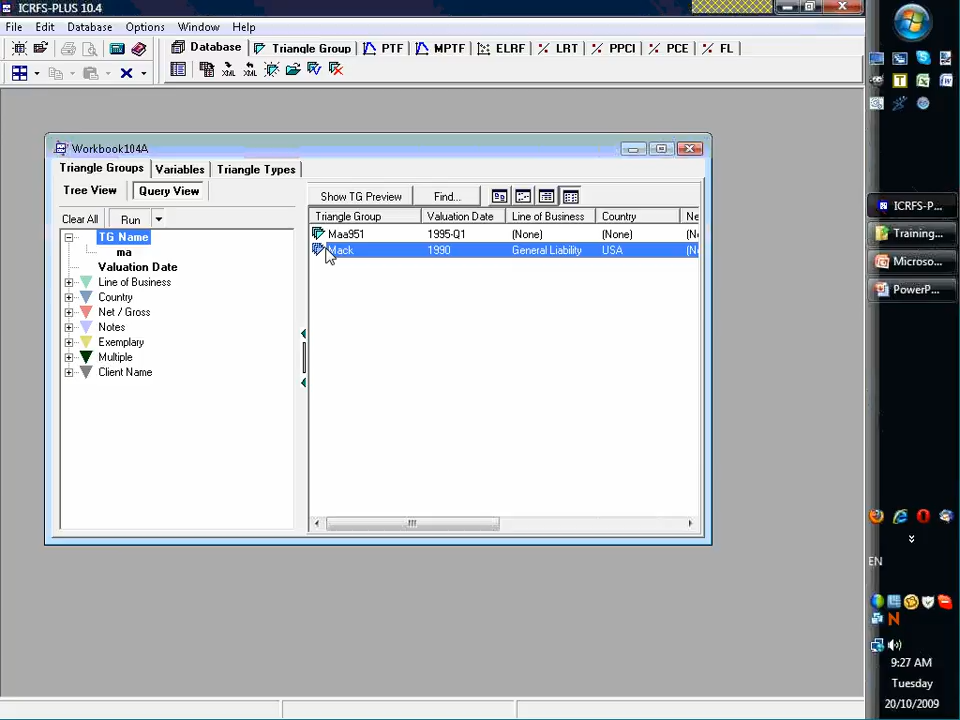 ICRFS-PLUS 10.4
File Edit Database Options Window Help
Database Triangle Group PTF MPTF ELRF LRT PPCI PCE FL
XML XML
Workbook104A
Triangle Groups Variables Triangle Types
Tree View Query View
Clear All Run
TG Name
ma
Valuation Date
Line of Business
Country
Net / Gross
Notes
Exemplary
Multiple
Client Name
Show TG Preview Find...
Triangle Group Valuation Date Line of Business Country Ne
Maa951 1995-Q1 (None) (None) (N
Mack 1990 General Liability USA (N
ICRFS-P...
Training...
Microso...
PowerP...
EN
9:27 AM
Tuesday
20/10/2009